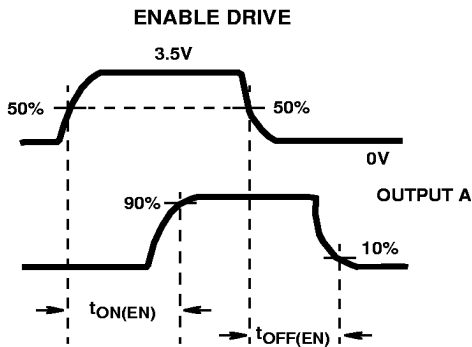 ENABLE DRIVE
3.5V
50%
50%
0V
OUTPUT A
90%
10%
tON(EN)
tOFF(EN)